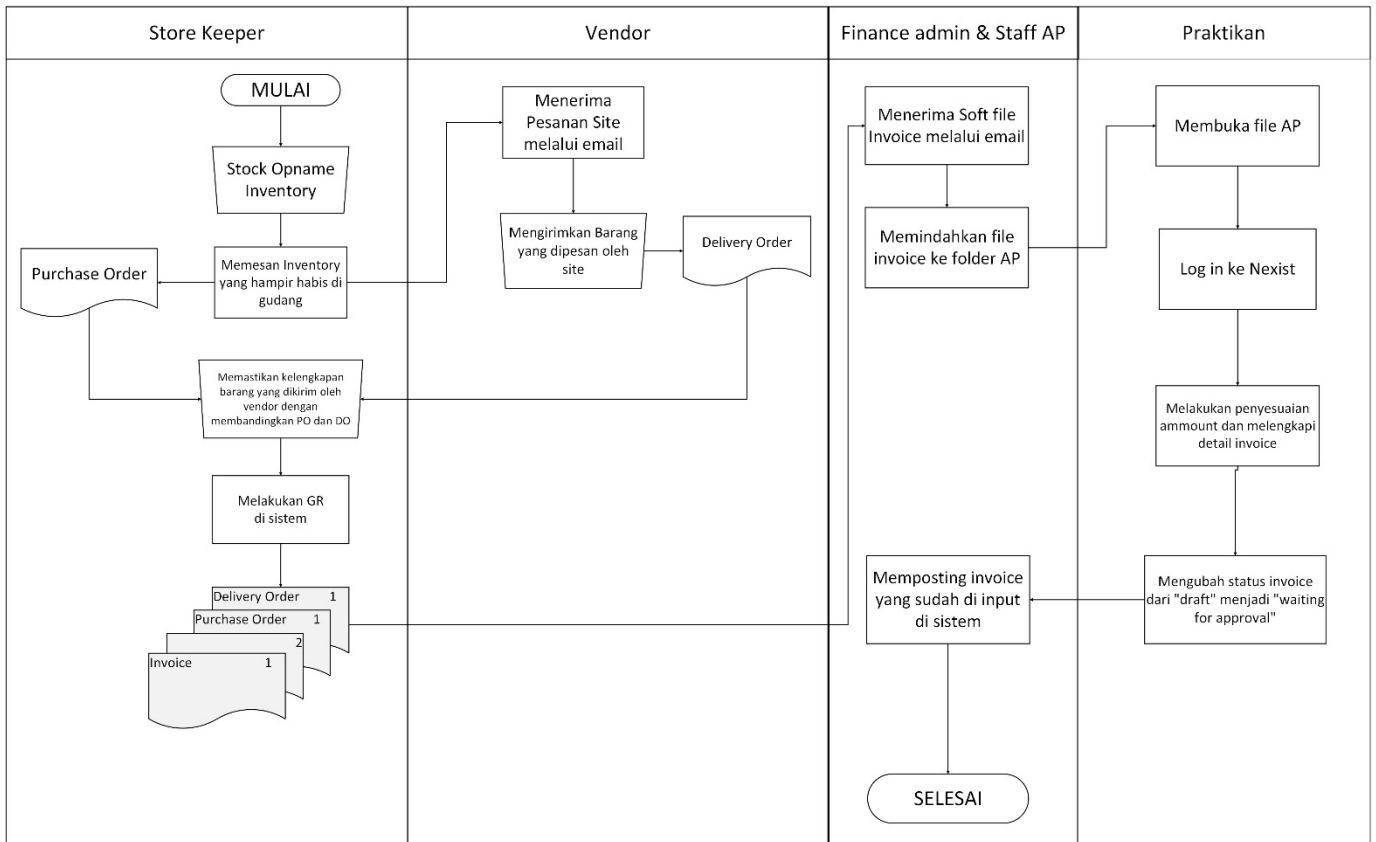 Store Keeper
Vendor
Finance admin & Staff AP
Praktikan
MULAI
Stock Opname
Inventory
Purchase Order
Memesan Inventory
yang hampir habis di
gudang
Memastikan kelengkapan
barang yang dikirim oleh
vendor dengan
membandingkan PO dan DO
Melakukan GR
di sistem
Delivery Order 1
Purchase Order 1
2
Invoice 1
Menerima
Pesanan Site
melalui email
Mengirimkan Barang
yang dipesan oleh
site
Delivery Order
Menerima Soft file
Invoice melalui email
Memindahkan file
invoice ke folder AP
Memposting invoice
yang sudah di input
di sistem
SELESAI
Membuka file AP
Log in ke Nexist
Melakukan penyesuaian
ammount dan melengkapi
detail invoice
Mengubah status invoice
dari "draft" menjadi "waiting
for approval"